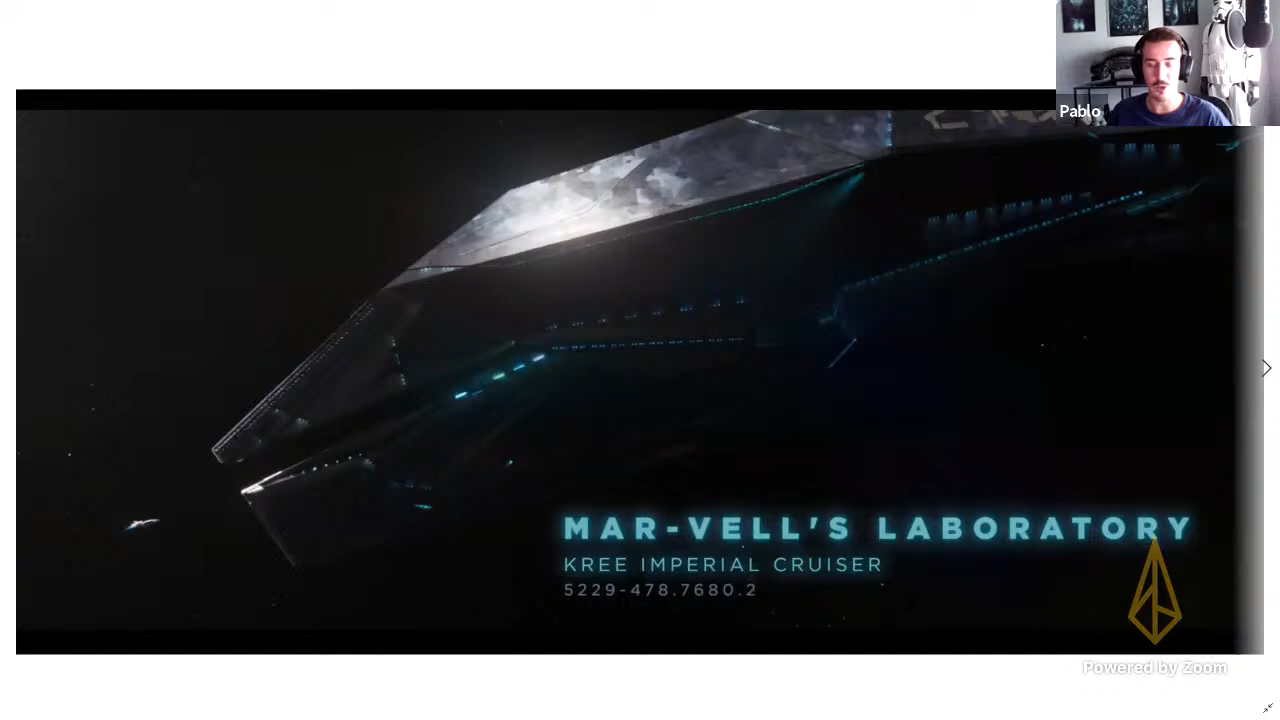 Pablo
MAR-VELL'S LABORATORY
KREE IMPERIAL CRUISER
5229-478.7680.2
Powered by Zoom